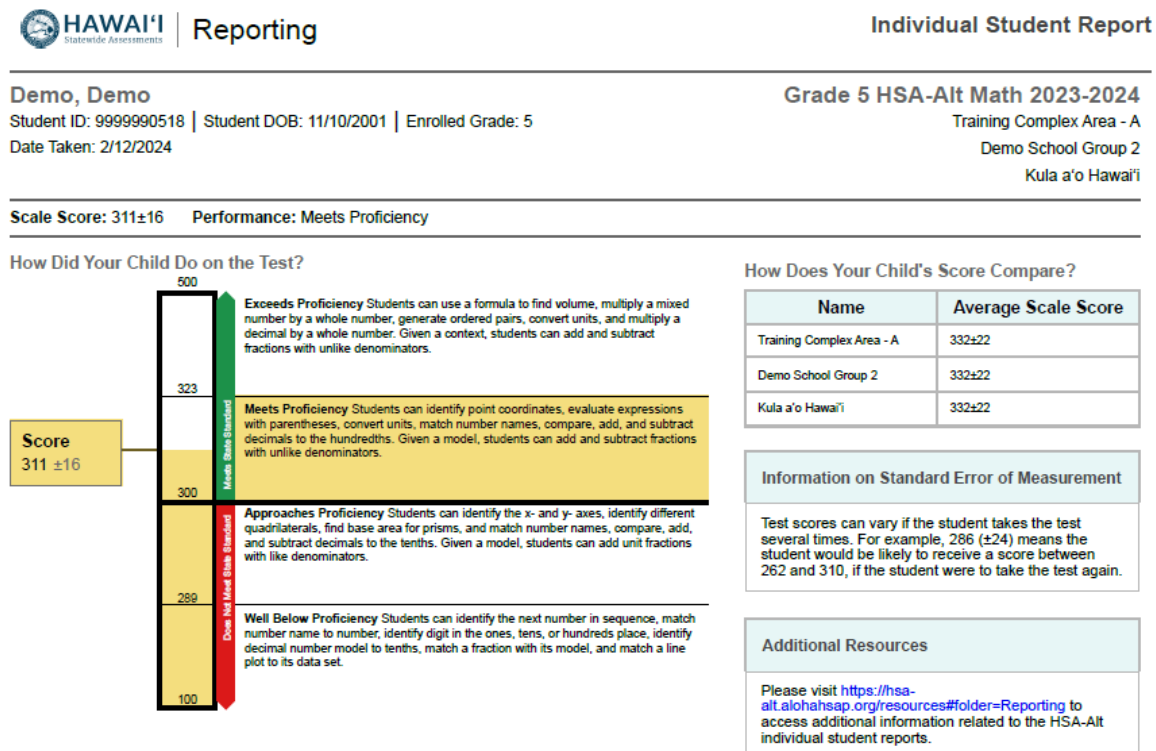 HAWAIʻI
Statewide Assessments
Reporting
Individual Student Report
Demo, Demo
Student ID: 9999990518 | Student DOB: 11/10/2001 | Enrolled Grade: 5
Date Taken: 2/12/2024
Grade 5 HSA-Alt Math 2023-2024
Training Complex Area - A
Demo School Group 2
Kula aʻo Hawaiʻi
Scale Score: 311±16 Performance: Meets Proficiency
How Did Your Child Do on the Test?
500
Exceeds Proficiency Students can use a formula to find volume, multiply a mixed
number by a whole number, generate ordered pairs, convert units, and multiply a
decimal by a whole number. Given a context, students can add and subtract
fractions with unlike denominators.
323
Meets Proficiency Students can identify point coordinates, evaluate expressions
with parentheses, convert units, match number names, compare, add, and subtract
decimals to the hundredths. Given a model, students can add and subtract fractions
with unlike denominators.
Meets State Standard
Score
311 ±16
300
Approaches Proficiency Students can identify the x- and y- axes, identify different
quadrilaterals, find base area for prisms, and match number names, compare, add,
and subtract decimals to the tenths. Given a model, students can add unit fractions
with like denominators.
Does Not Meet State Standard
289
Well Below Proficiency Students can identify the next number in sequence, match
number name to number, identify digit in the ones, tens, or hundreds place, identify
decimal number model to tenths, match a fraction with its model, and match a line
plot to its data set.
100
How Does Your Child's Score Compare?
Name Average Scale Score
Training Complex Area - A 332±22
Demo School Group 2 332±22
Kula aʻo Hawaiʻi 332±22
Information on Standard Error of Measurement
Test scores can vary if the student takes the test
several times. For example, 286 (±24) means the
student would be likely to receive a score between
262 and 310, if the student were to take the test again.
Additional Resources
Please visit https://hsa-
alt.alohahsap.org/resources#folder=Reporting to
access additional information related to the HSA-Alt
individual student reports.